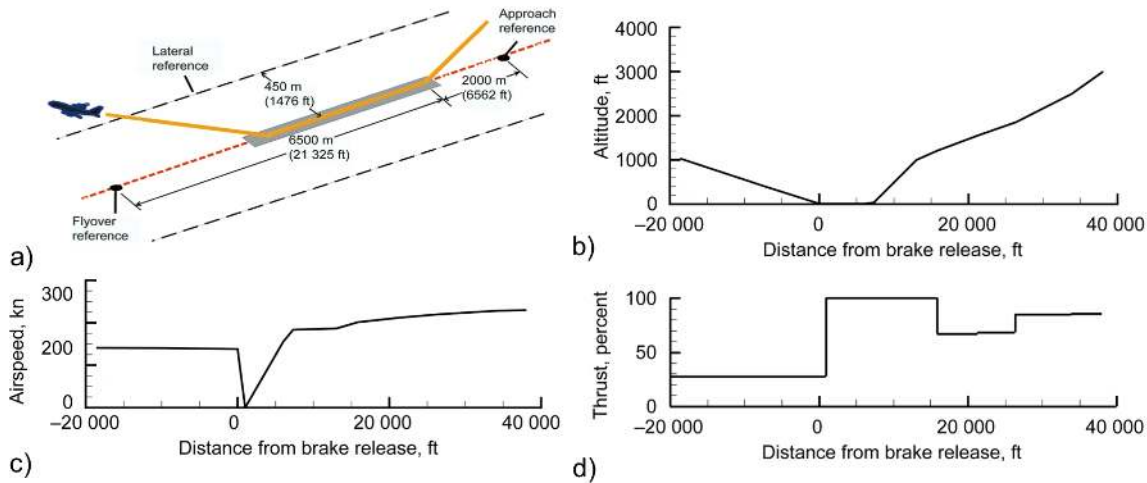 Approach
reference
Lateral
reference
450 m
(1476 ft)
2000 m
(6562 ft)
6500 m
(21 325 ft)
Flyover
reference
a)
4000
3000
2000
1000
0
Altitude, ft
–20 000 0 20 000 40 000
Distance from brake release, ft
b)
300
200
0
Airspeed, kn
–20 000 0 20 000 40 000
Distance from brake release, ft
c)
100
50
0
Thrust, percent
–20 000 0 20 000 40 000
Distance from brake release, ft
d)